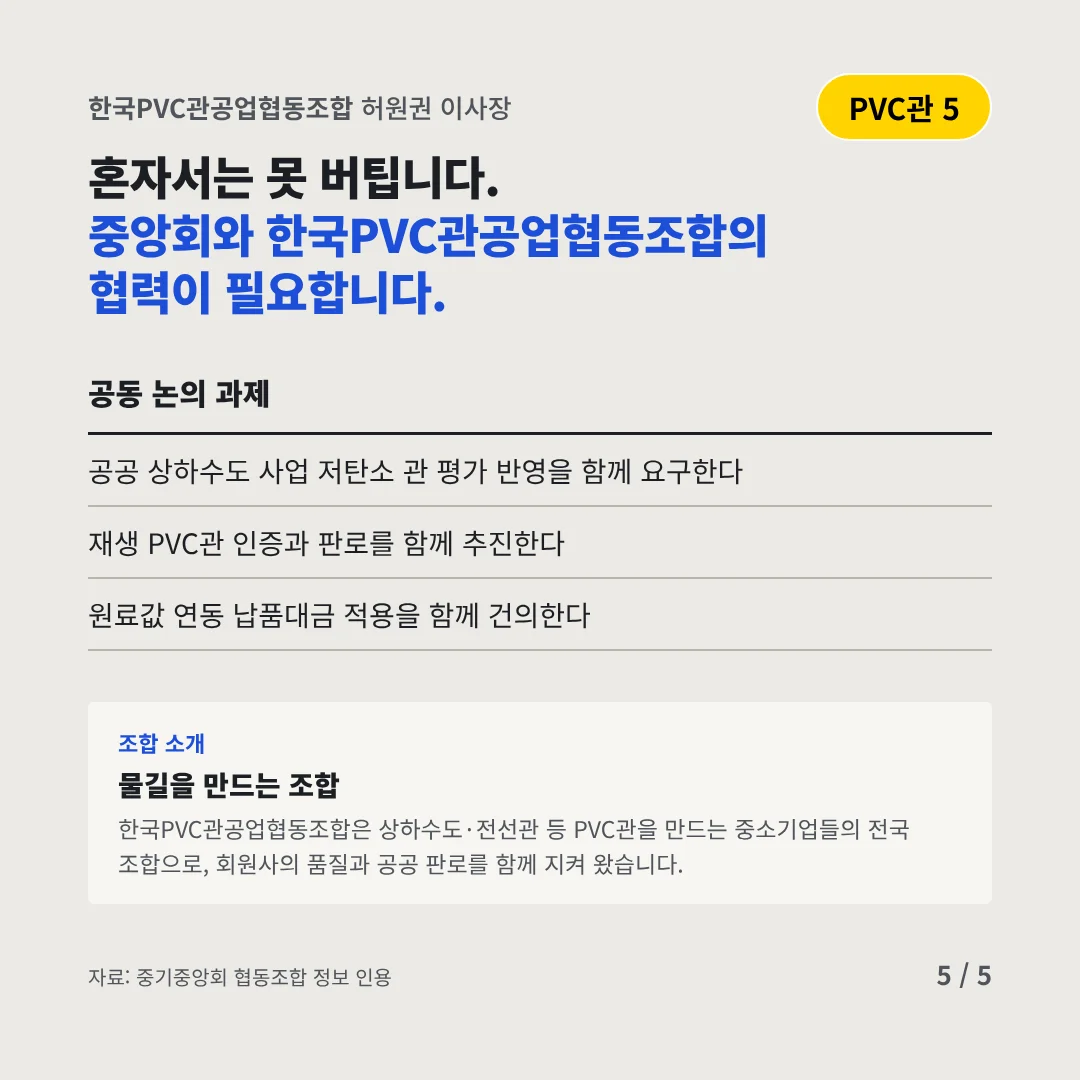 한국PVC관공업협동조합 허원권 이사장
PVC관 5
혼자서는 못 버팁니다.
중앙회와 한국PVC관공업협동조합의
협력이 필요합니다.
공동 논의 과제
공공 상하수도 사업 저탄소 관 평가 반영을 함께 요구한다
재생 PVC관 인증과 판로를 함께 추진한다
원료값 연동 납품대금 적용을 함께 건의한다
조합 소개
물길을 만드는 조합
한국PVC관공업협동조합은 상하수도·전선관 등 PVC관을 만드는 중소기업들의 전국
조합으로, 회원사의 품질과 공공 판로를 함께 지켜 왔습니다.
자료: 중기중앙회 협동조합 정보 인용
5 / 5